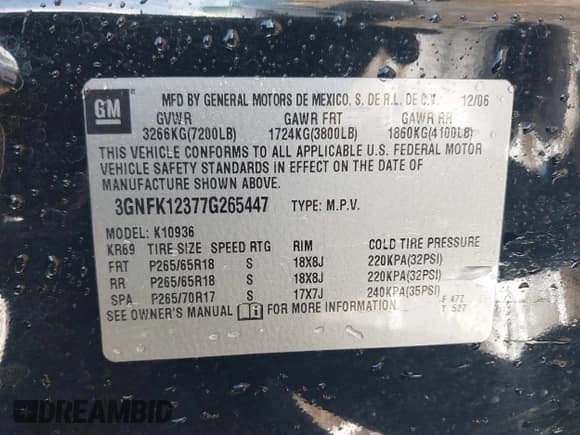 GM
MFD BY GENERAL MOTORS DE MEXICO, S. DE R.L. DE C.V. 12/06
GVWR GAWR FRT GAWR RR
3266KG(7200LB) 1724KG(3800LB) 1860KG(4100LB)
THIS VEHICLE CONFORMS TO ALL APPLICABLE U.S. FEDERAL MOTOR
VEHICLE SAFETY STANDARDS IN EFFECT ON THE DATE OF
MANUFACTURE SHOWN ABOVE.
3GNFK12377G265447 TYPE: M.P.V.
MODEL: K10936
KR69 TIRE SIZE SPEED RTG RIM COLD TIRE PRESSURE
FRT P265/65R18 S 18X8J 220KPA(32PSI)
RR P265/65R18 S 18X8J 220KPA(32PSI)
SPA P265/70R17 S 17X7J 240KPA(35PSI)
SEE OWNER'S MANUAL FOR MORE INFORMATION.
F 477
T 527
DREAMBID